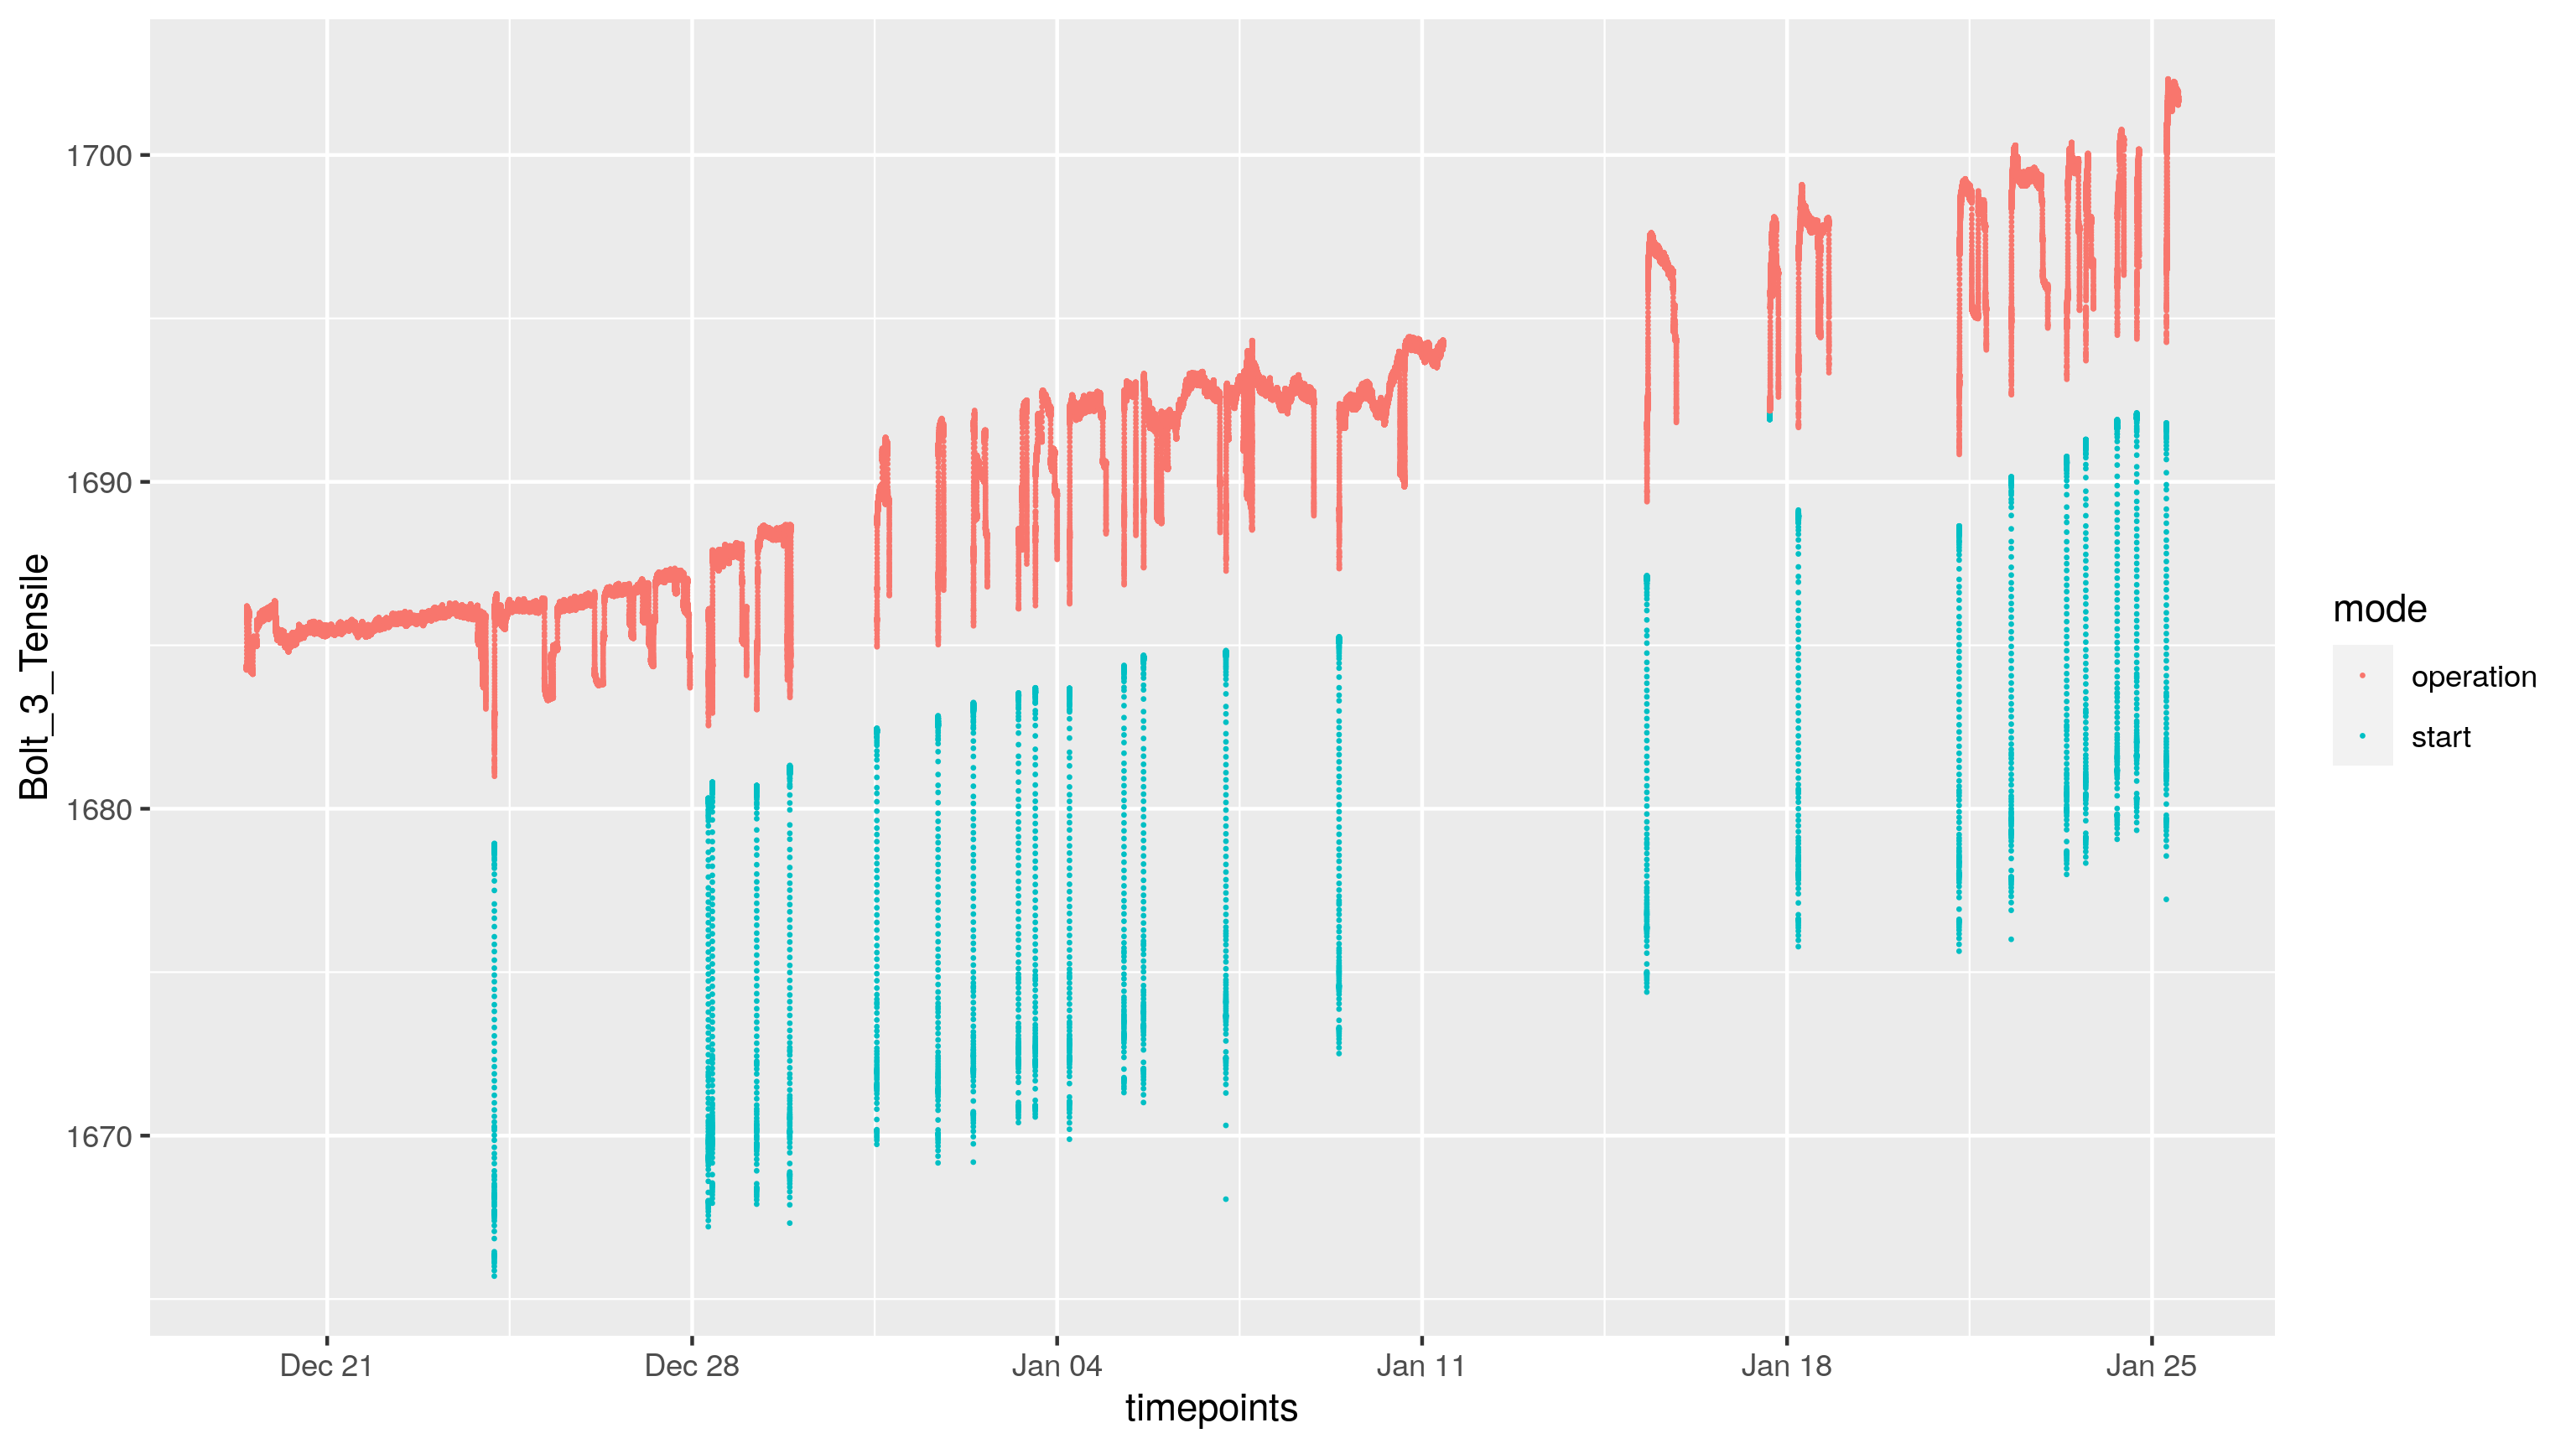 Bolt_3_Tensile
1700
1690
1680
1670
Dec 21
Dec 28
Jan 04
Jan 11
Jan 18
Jan 25
timepoints
mode
operation
start